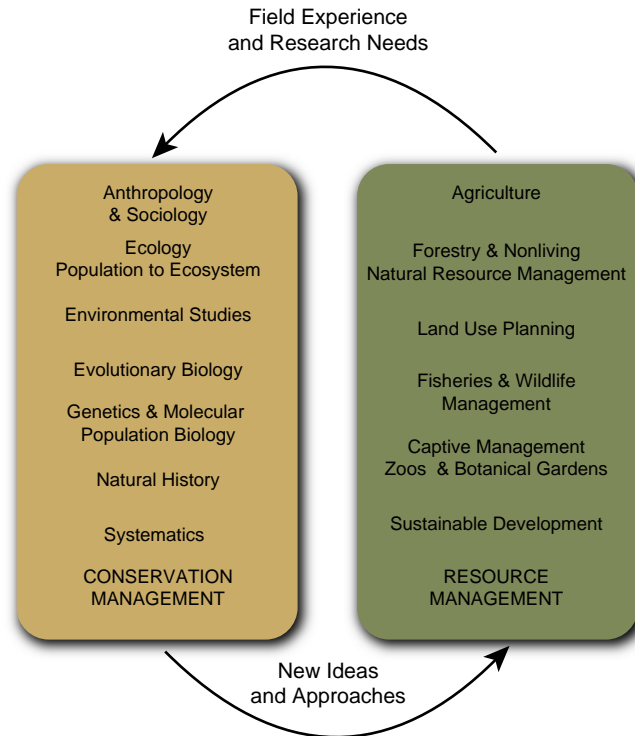 Field Experience
and Research Needs
Anthropology
& Sociology
Ecology
Population to Ecosystem
Environmental Studies
Evolutionary Biology
Genetics & Molecular
Population Biology
Natural History
Systematics
CONSERVATION
MANAGEMENT
Agriculture
Forestry & Nonliving
Natural Resource Management
Land Use Planning
Fisheries & Wildlife
Management
Captive Management
Zoos & Botanical Gardens
Sustainable Development
RESOURCE
MANAGEMENT
New Ideas
and Approaches